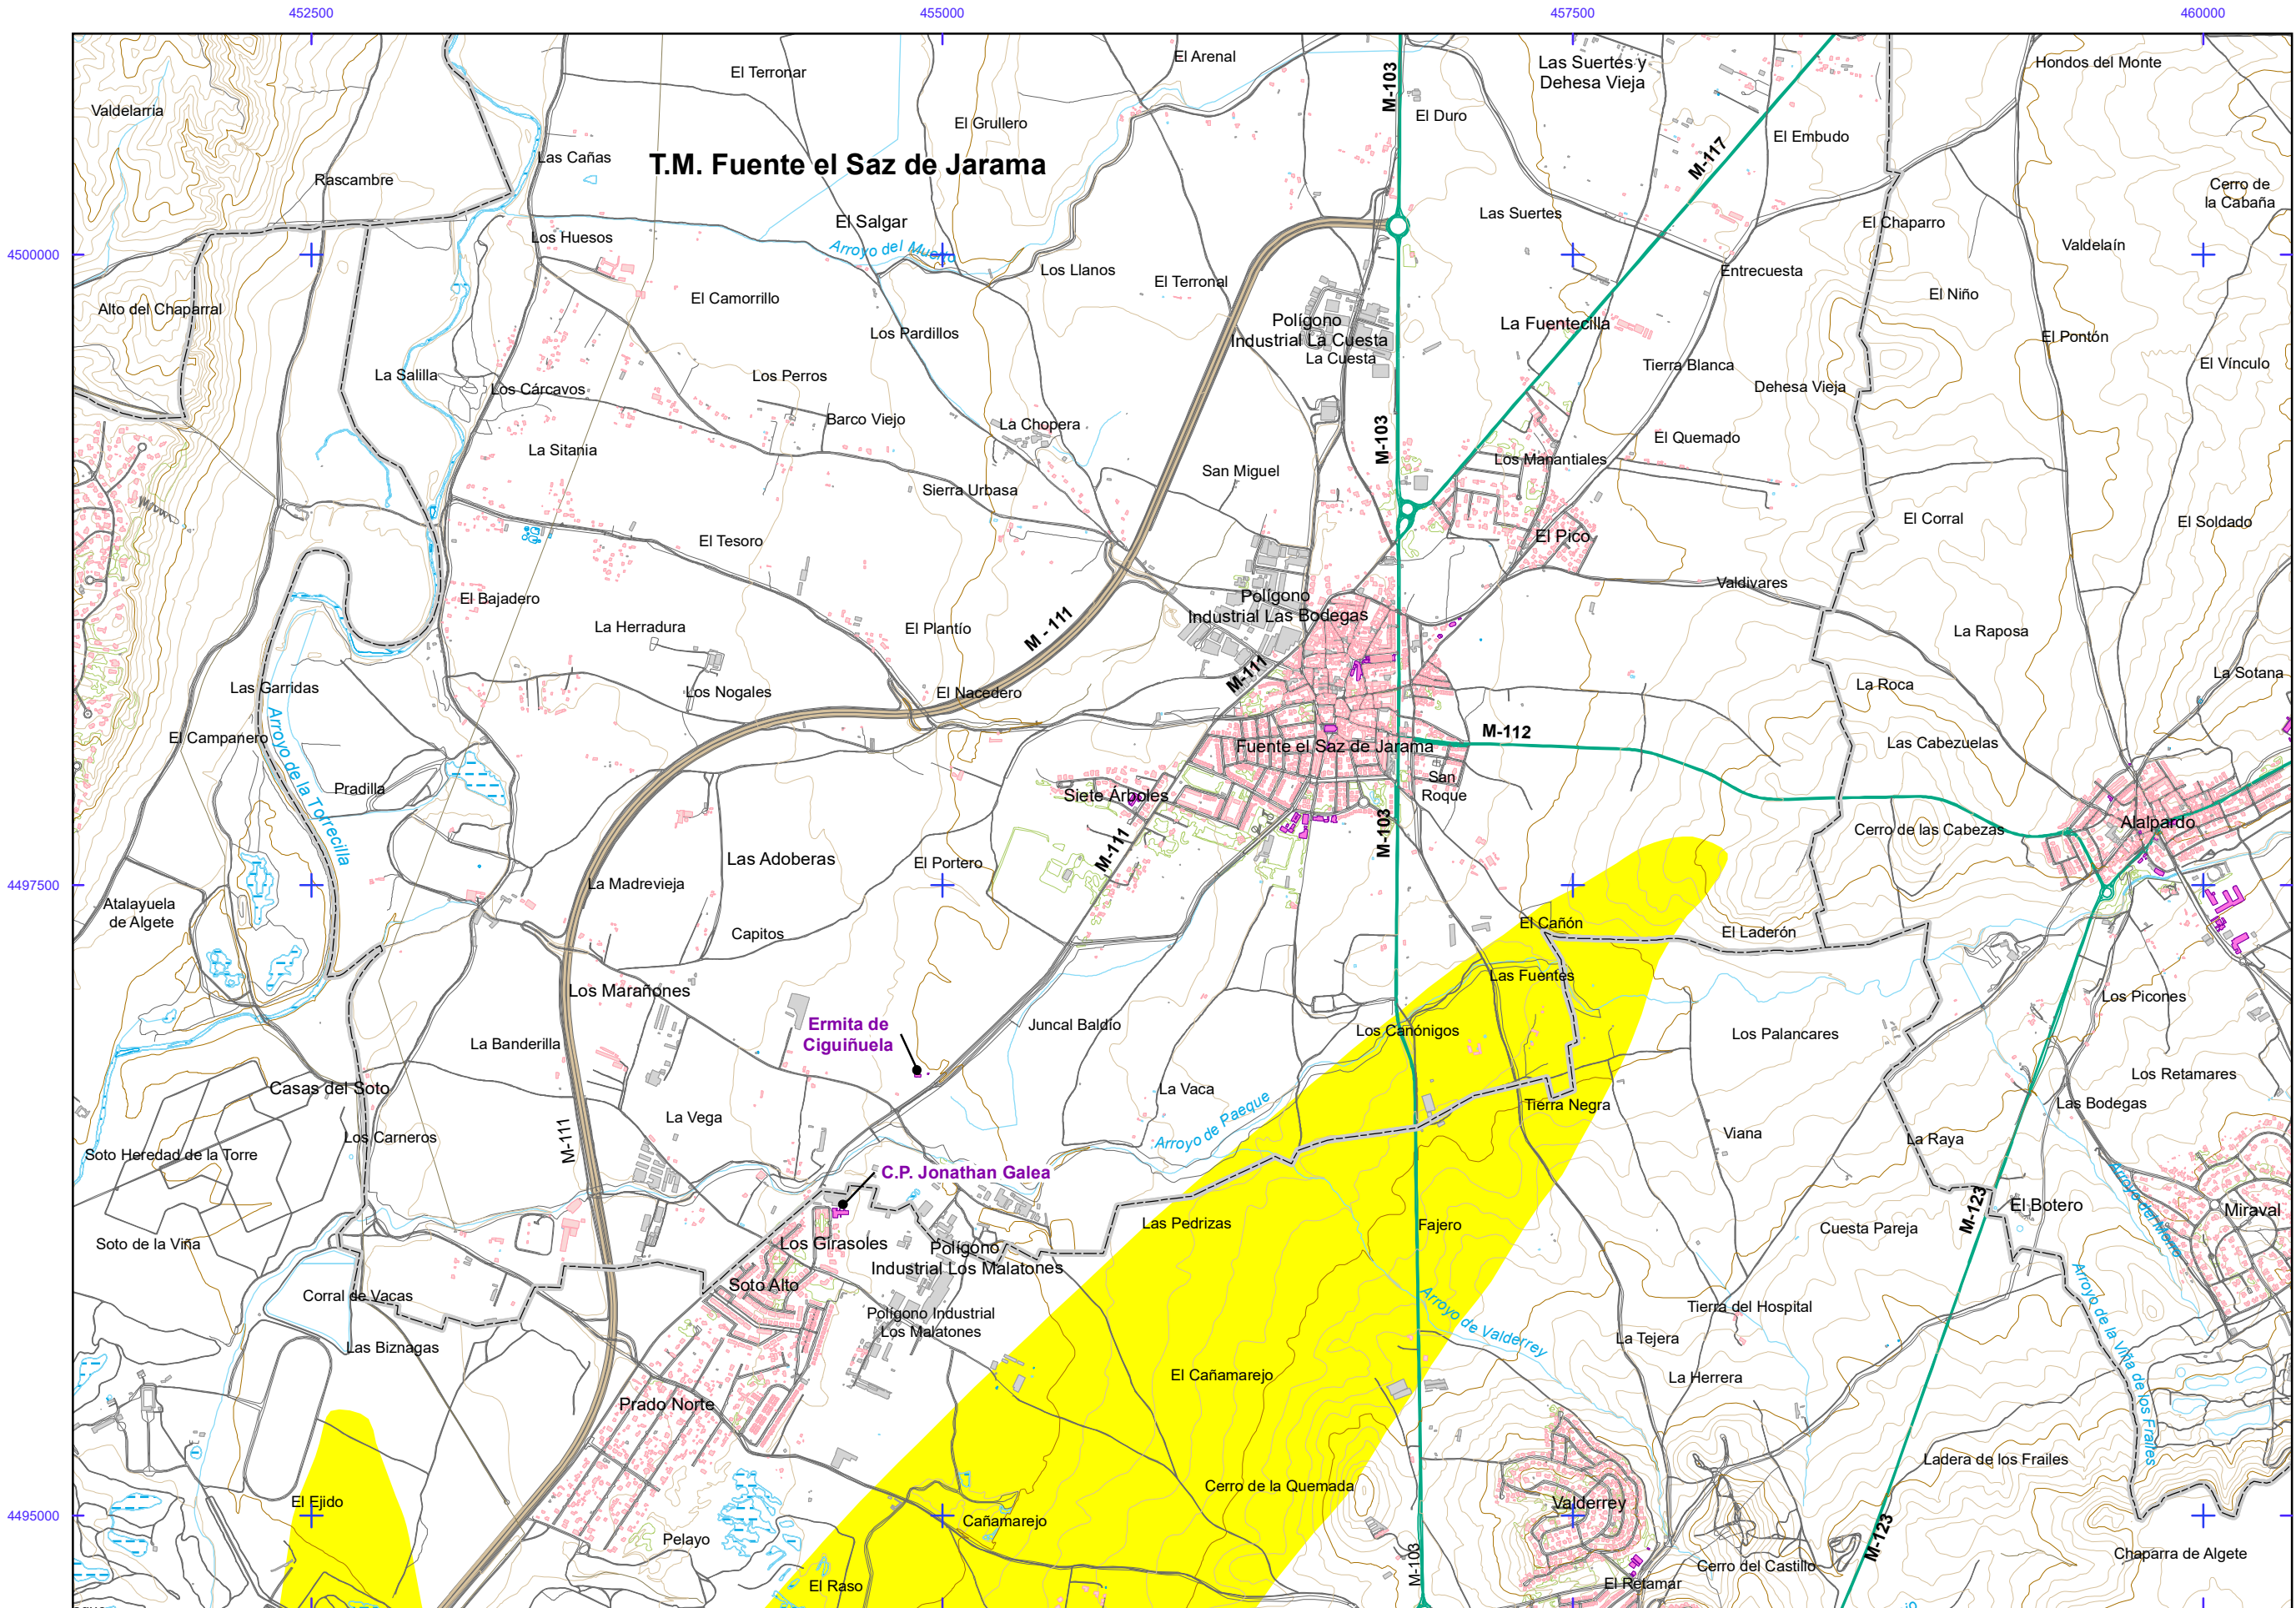 452500
455000
457500
460000
4500000
4497500
4495000
Valdelarria
El Terronar
El Arenal
M-103
Las Suertes y
Dehesa Vieja
Hondos del Monte
El Grullero
El Duro
El Embudo
M-117
Las Cañas
T.M. Fuente el Saz de Jarama
Rascambre
Cerro de
la Cabaña
El Salgar
Las Suertes
El Chaparro
Los Huesos
Arroyo del Muerto
Valdelaín
Los Llanos
El Terronal
Entrecuesta
Alto del Chaparral
El Camorrillo
El Niño
Los Pardillos
Polígono
Industrial La Cuesta
La Cuesta
La Fuentecilla
El Pontón
El Vínculo
La Salilla
Los Cárcavos
Los Perros
Tierra Blanca
Dehesa Vieja
Barco Viejo
La Chopera
M-103
El Quemado
La Sitania
San Miguel
Los Manantiales
Sierra Urbasa
El Corral
El Soldado
El Tesoro
El Pico
Valdivares
El Bajadero
Polígono
Industrial Las Bodegas
La Herradura
El Plantío
M - 111
La Raposa
Las Garridas
Los Nogales
El Nacedero
M-111
La Roca
La Sotana
Arroyo de la Torrecilla
El Campanero
Fuente el Saz de Jarama
M-112
Las Cabezuelas
Pradilla
Siete Árboles
San
Roque
M-103
M-111
Alalpardo
Cerro de las Cabezas
Las Adoberas
El Portero
La Madrevieja
Atalayuela
de Algete
Capitos
El Cañón
El Laderón
Los Marañones
Las Fuentes
Los Picones
Ermita de
Ciguiñuela
Juncal Baldío
Los Canónigos
Los Palancares
La Banderilla
Casas del Soto
La Vaca
Los Retamares
La Vega
Arroyo de Paeque
Tierra Negra
Las Bodegas
Los Carneros
M-111
Viana
La Raya
Soto Heredad de la Torre
C.P. Jonathan Galea
Arroyo del Monte
Las Pedrizas
Fajero
M-123
El Botero
Miraval
Soto de la Viña
Los Girasoles
Polígono
Industrial Los Malatones
Cuesta Pareja
Soto Alto
Corral de Vacas
Polígono Industrial
Los Malatones
Arroyo de Valderrey
Tierra del Hospital
Arroyo de la Viña de los Frailes
Las Biznagas
La Tejera
El Cañamarejo
La Herrera
Prado Norte
Ladera de los Frailes
Cerro de la Quemada
El Ejido
Valderrey
Cañamarejo
Pelayo
M-103
M-123
Chaparra de Algete
Cerro del Castillo
El Raso
El Retamar